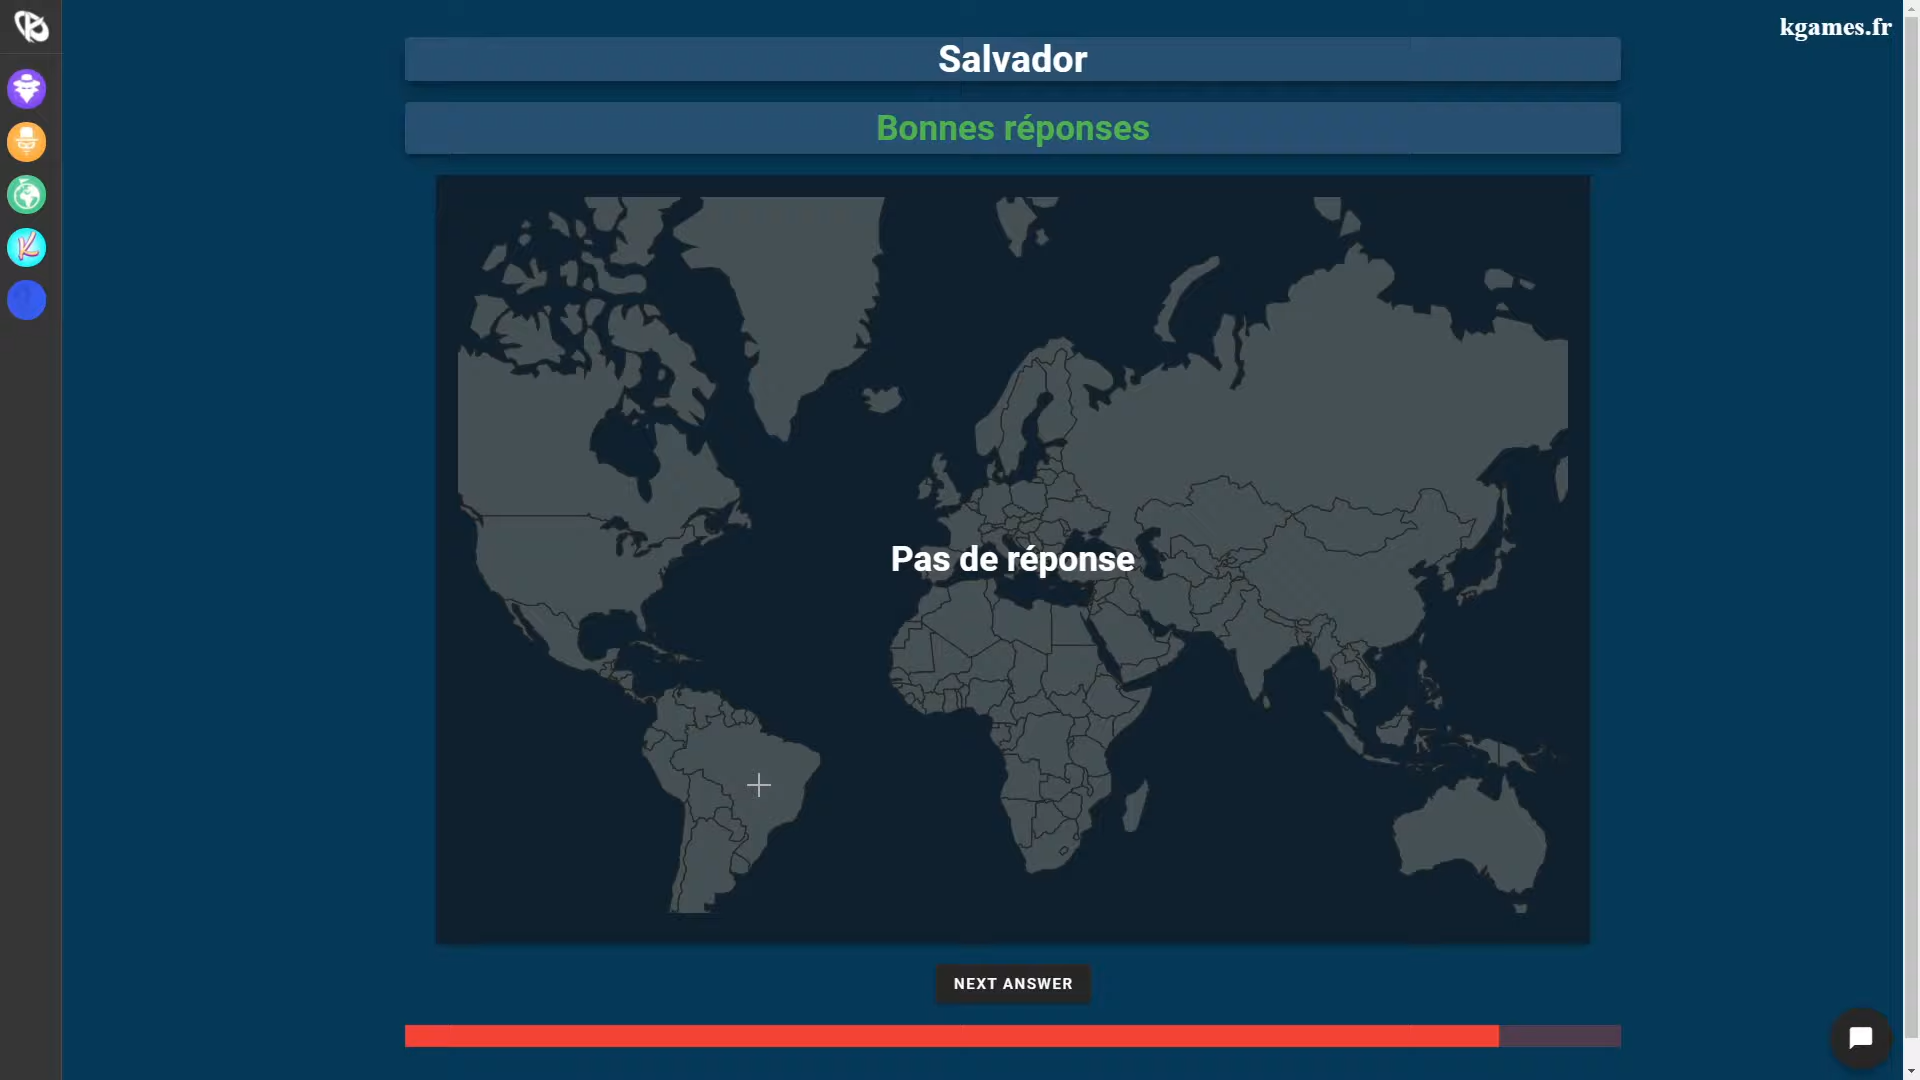 kgames.fr
Salvador
Bonnes réponses
Pas de réponse
NEXT ANSWER